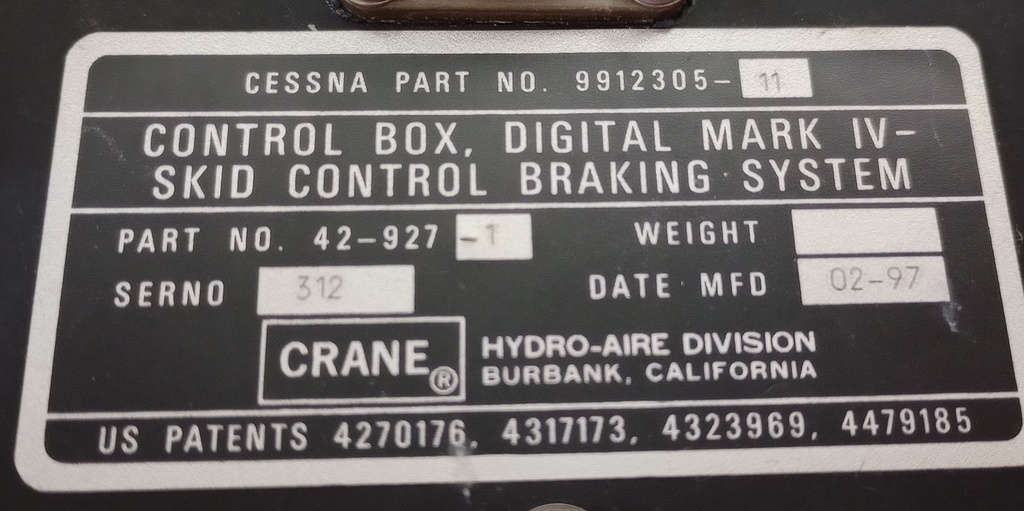 CESSNA PART NO. 9912305- 11
CONTROL BOX, DIGITAL MARK IV-
SKID CONTROL BRAKING SYSTEM
PART NO. 42-927 -1 WEIGHT
SERNO 312 DATE MFD 02-97
CRANE® HYDRO-AIRE DIVISION
BURBANK, CALIFORNIA
US PATENTS 4270176, 4317173, 4323969, 4479185